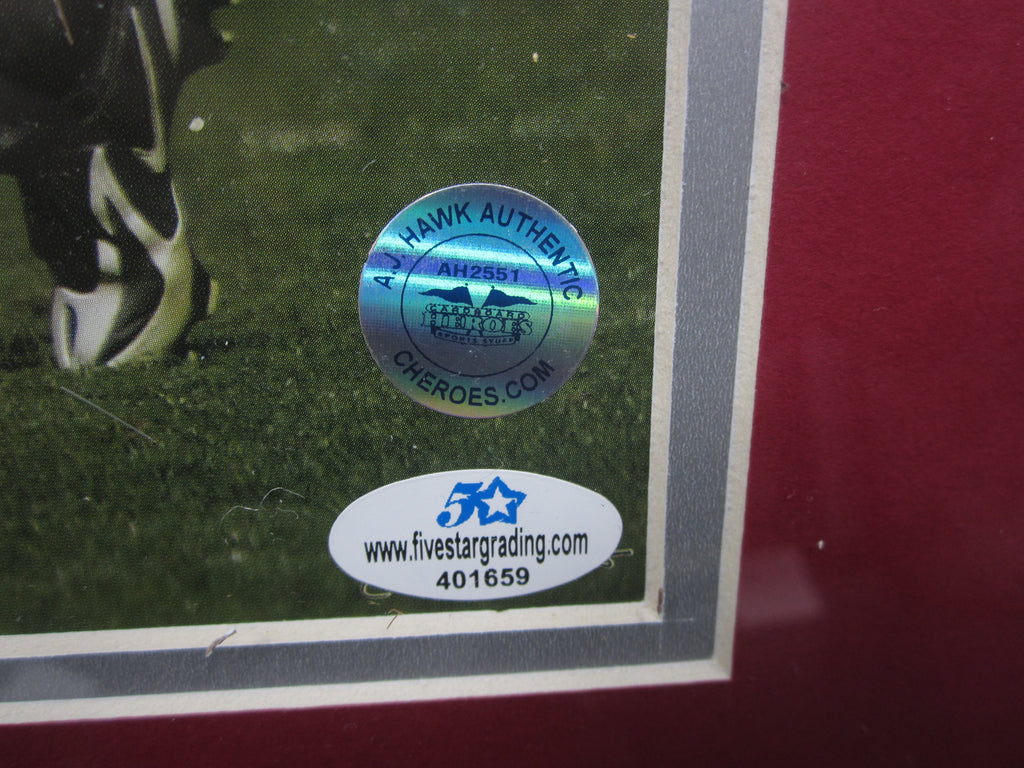 A.J. HAWK AUTHENTIC
AH2551
CARDBOARD
HEROES
SPORTS STUFF
CHEROES.COM
5
www.fivestargrading.com
401659